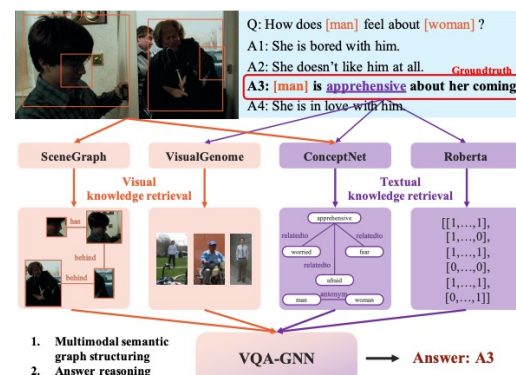 Q: How does [man] feel about [woman] ?
A1: She is bored with him.
A2: She doesn't like him at all.
Groundtruth
A3: [man] is apprehensive about her coming
A4: She is in love with him.
SceneGraph
VisualGenome
ConceptNet
Roberta
Visual
knowledge retrieval
Textual
knowledge retrieval
has
behind
behind
apprehensive
relatedto
relatedto
worried
fear
relatedto
afraid
antonym
man
woman
[[1,...,1],
[1,...,0],
[1,...,1],
[0,...,0],
[1,...,1],
[0,...,1]]
1. Multimodal semantic
graph structuring
2. Answer reasoning
VQA-GNN
Answer: A3